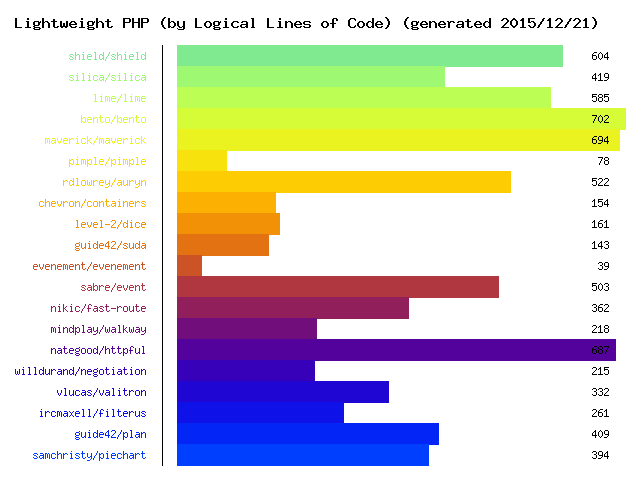 Lightweight PHP (by Logical Lines of Code) (generated 2015/12/21)
shield/shield 604
silica/silica 419
lime/lime 585
bento/bento 702
maverick/maverick 694
pimple/pimple 78
rdlowrey/auryn 522
chevron/containers 154
level-2/dice 161
guide42/suda 143
evenement/evenement 39
sabre/event 503
nikic/fast-route 362
mindplay/walkway 218
nategood/httpful 687
willdurand/negotiation 215
vlucas/valitron 332
ircmaxell/filterus 261
guide42/plan 409
samchristy/piechart 394